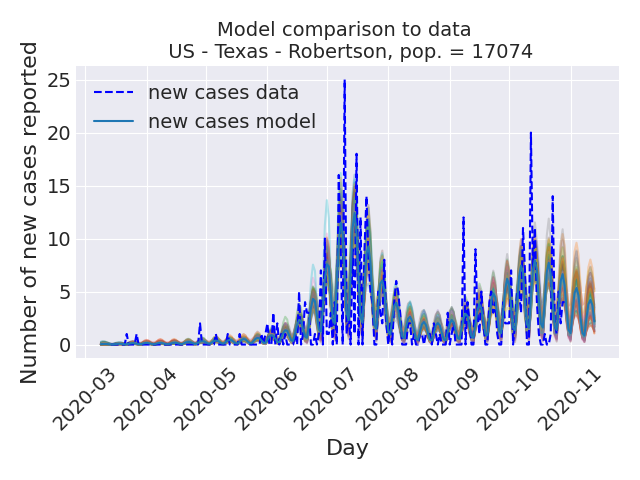 Model comparison to data
US - Texas - Robertson, pop. = 17074
Number of new cases reported
25
20
15
10
5
0
new cases data
new cases model
2020-03
2020-04
2020-05
2020-06
2020-07
2020-08
2020-09
2020-10
2020-11
Day